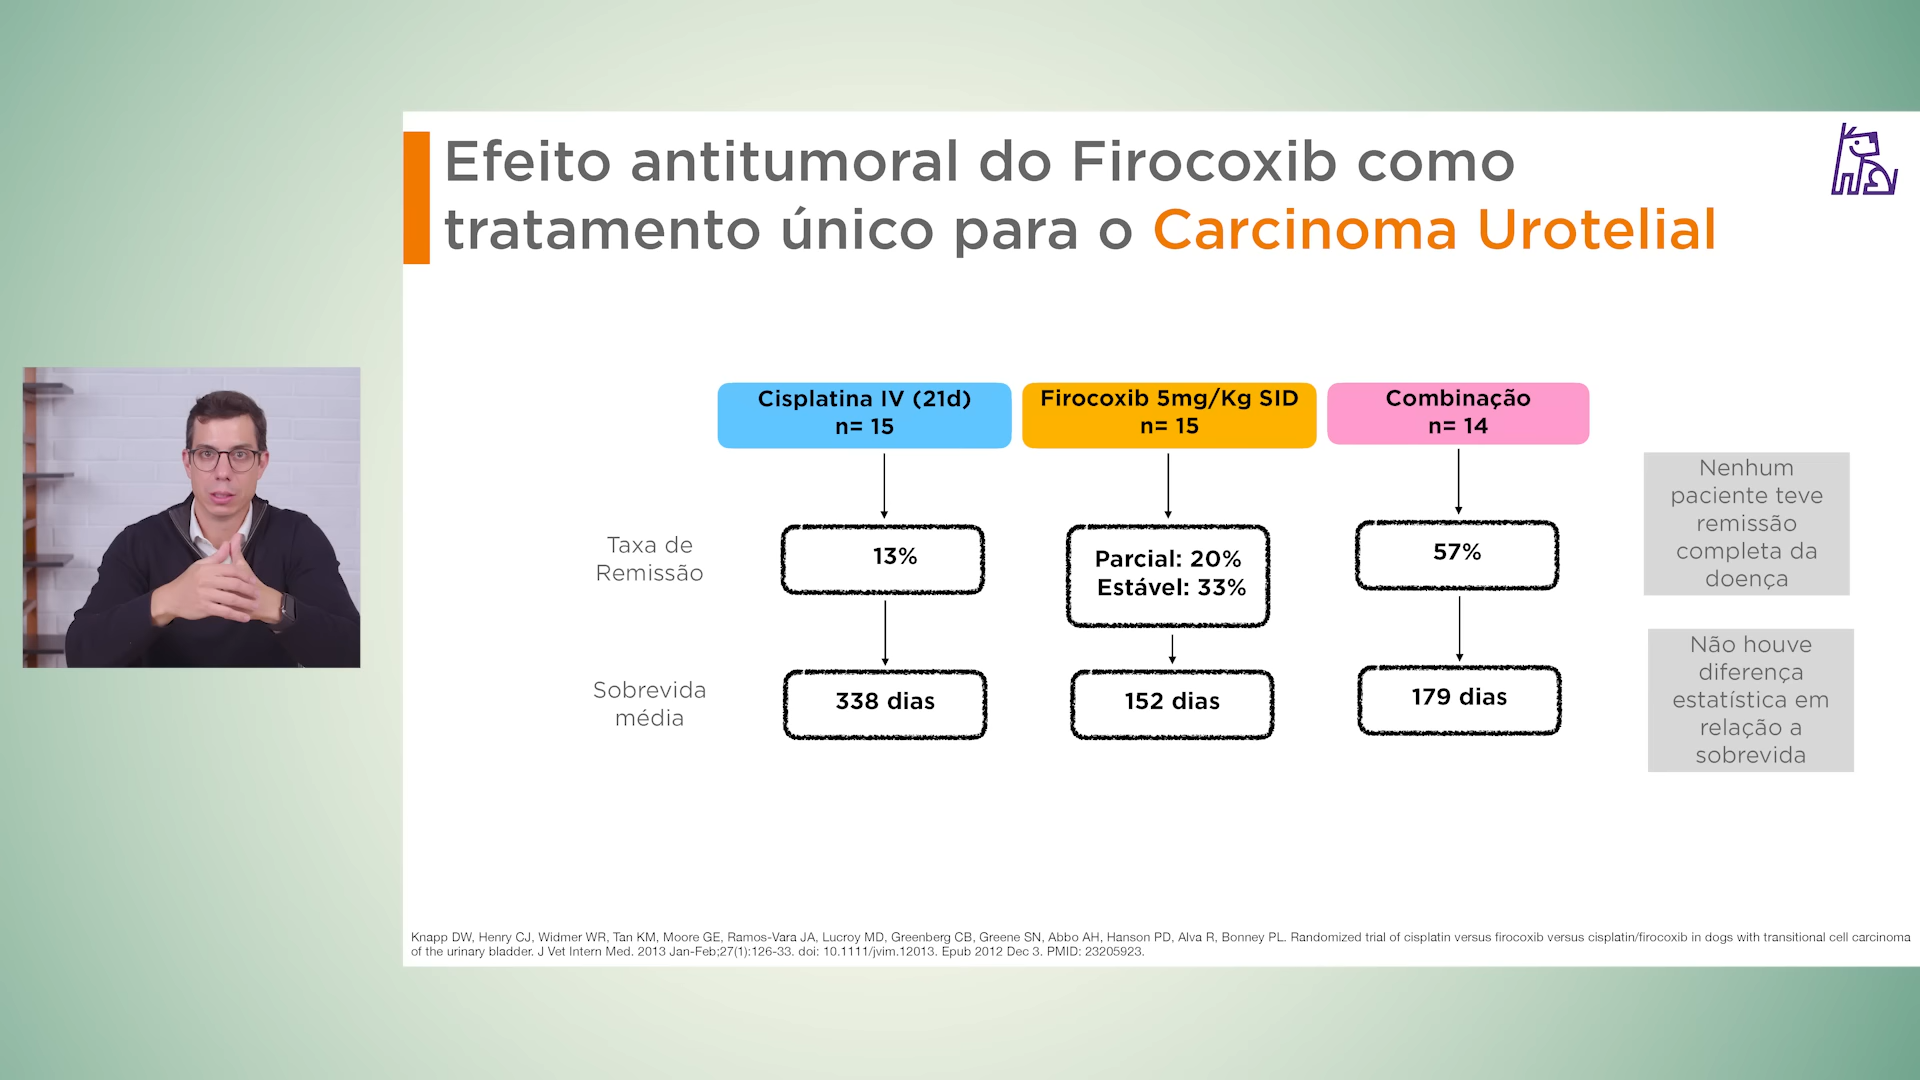 Efeito antitumoral do Firocoxib como
tratamento único para o Carcinoma Urotelial
Cisplatina IV (21d)
n= 15
Firocoxib 5mg/Kg SID
n= 15
Combinação
n= 14
Taxa de
Remissão
13%
Parcial: 20%
Estável: 33%
57%
Nenhum
paciente teve
remissão
completa da
doença
Sobrevida
média
338 dias
152 dias
179 dias
Não houve
diferença
estatística em
relação a
sobrevida
Knapp DW, Henry CJ, Widmer WR, Tan KM, Moore GE, Ramos-Vara JA, Lucroy MD, Greenberg CB, Greene SN, Abbo AH, Hanson PD, Alva R, Bonney PL. Randomized trial of cisplatin versus firocoxib versus cisplatin/firocoxib in dogs with transitional cell carcinoma
of the urinary bladder. J Vet Intern Med. 2013 Jan-Feb;27(1):126-33. doi: 10.1111/jvim.12013. Epub 2012 Dec 3. PMID: 23205923.